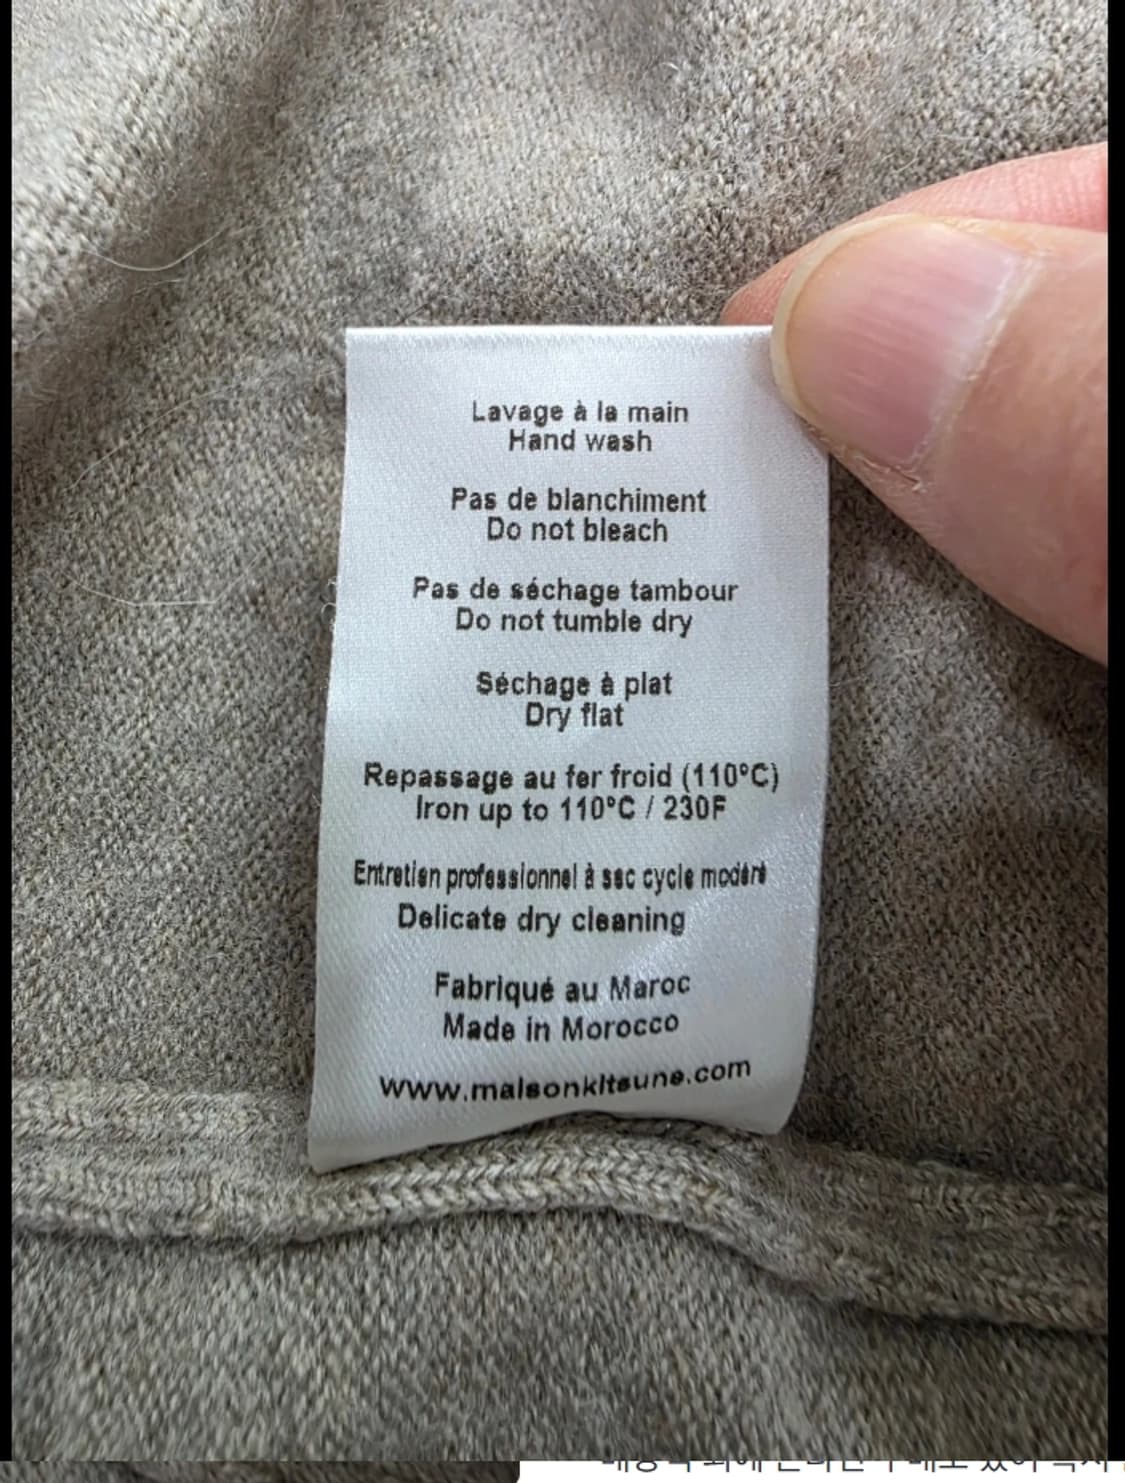 Lavage à la main
Hand wash
Pas de blanchiment
Do not bleach
Pas de séchage tambour
Do not tumble dry
Séchage à plat
Dry flat
Repassage au fer froid (110°C)
Iron up to 110°C / 230F
Entretien professionnel à sec cycle modéré
Delicate dry cleaning
Fabriqué au Maroc
Made in Morocco
www.maisonkitsune.com